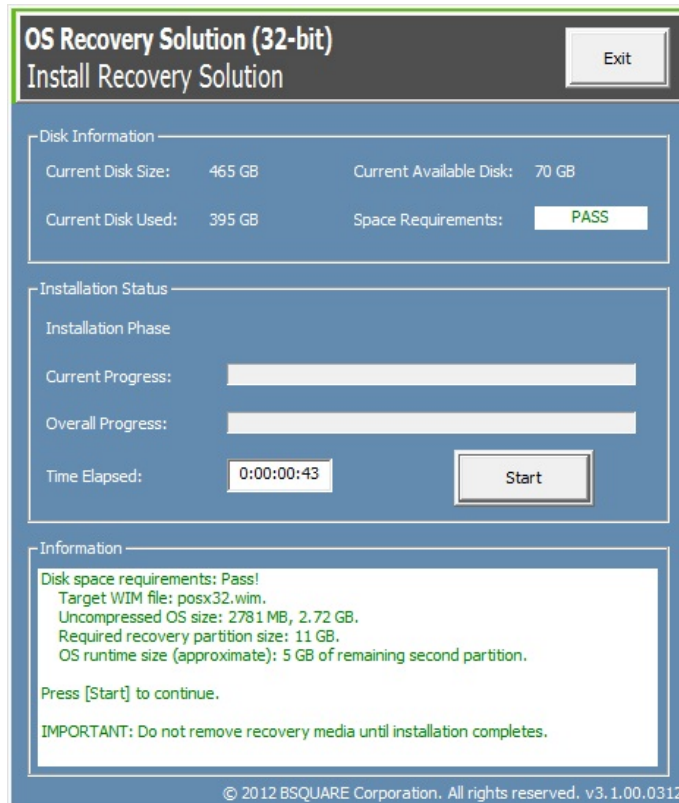 OS Recovery Solution (32-bit)
Install Recovery Solution
Exit
Disk Information
Current Disk Size: 465 GB Current Available Disk: 70 GB
Current Disk Used: 395 GB Space Requirements: PASS
Installation Status
Installation Phase
Current Progress:
Overall Progress:
Time Elapsed: 0:00:00:43 Start
Information
Disk space requirements: Pass!
Target WIM file: posx32.wim.
Uncompressed OS size: 2781 MB, 2.72 GB.
Required recovery partition size: 11 GB.
OS runtime size (approximate): 5 GB of remaining second partition.
Press [Start] to continue.
IMPORTANT: Do not remove recovery media until installation completes.
© 2012 BSQUARE Corporation. All rights reserved. v3.1.00.0312